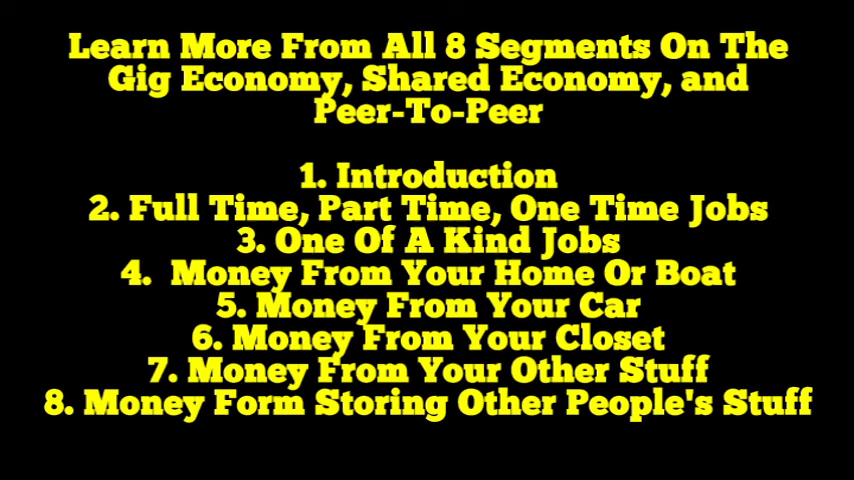 Learn More From All 8 Segments On The
Gig Economy, Shared Economy, and
Peer-To-Peer
1. Introduction
2. Full Time, Part Time, One Time Jobs
3. One Of A Kind Jobs
4. Money From Your Home Or Boat
5. Money From Your Car
6. Money From Your Closet
7. Money From Your Other Stuff
8. Money Form Storing Other People's Stuff